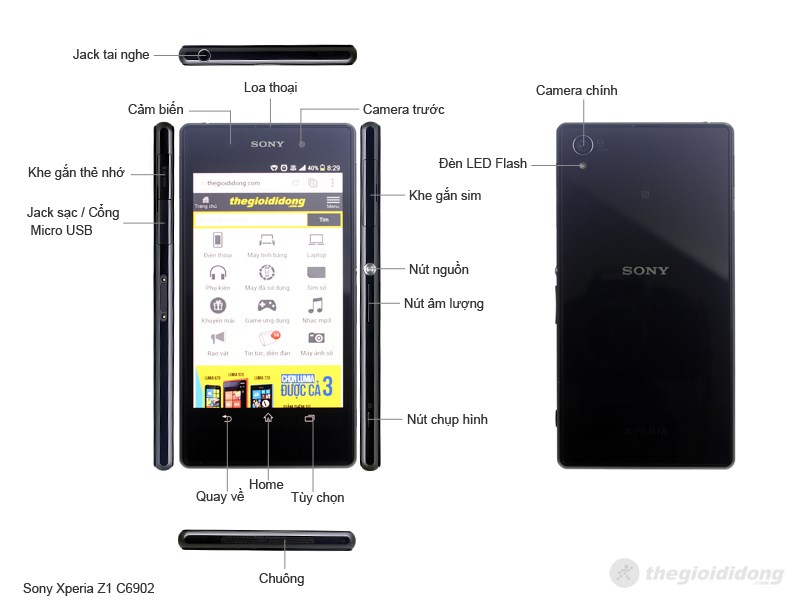 Jack tai nghe
Loa thoại
Cảm biến
Camera trước
Camera chính
SONY
Đèn LED Flash
Khe gắn thẻ nhớ
Jack sạc / Cổng
Micro USB
40% 8:29
thegioididong.com
Trang chủ
thegioididong
.com
Menu
Tìm
Điện thoại
Máy tính bảng
Laptop
Phụ kiện
Máy đã sử dụng
Sim số
Khuyến mãi
Game ứng dụng
Nhạc mp3
Rao vặt
Tin tức, diễn đàn
Máy ảnh số
CHỌN LUMIA
ĐƯỢC CẢ 3
Khe gắn sim
Nút nguồn
Nút âm lượng
Nút chụp hình
SONY
XPERIA
Quay về
Home
Tùy chọn
Chuông
Sony Xperia Z1 C6902
thegioididong
.com